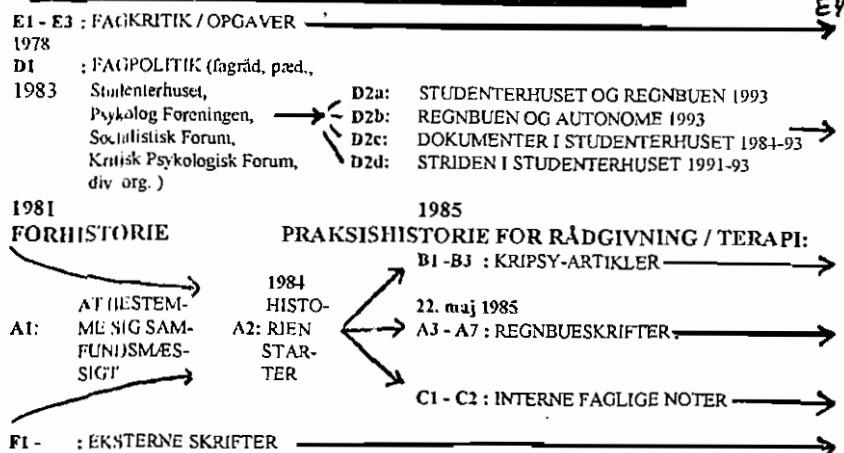 E4
E1 - E3 : FAGKRITIK / OPGAVER
1978
D1 : FAGPOLITIK (fagråd, pæd.,
1983 Studenterhuset, D2a: STUDENTERHUSET OG REGNBUEN 1993
Psykolog Foreningen, D2b: REGNBUEN OG AUTONOME 1993
Socialistisk Forum, D2c: DOKUMENTER I STUDENTERHUSET 1984-93
Kritisk Psykologisk Forum, D2d: STRIDEN I STUDENTERHUSET 1991-93
div org. )
1981 1985
FORHISTORIE PRAKSISHISTORIE FOR RÅDGIVNING / TERAPI:
B1 -B3 : KRIPSY-ARTIKLER
1984
AT BESTEM- HISTO- 22. maj 1985
A1: ME SIG SAM- A2: RIEN A3 - A7 : REGNBUESKRIFTER
FUNDSMÆS- STAR-
SIGT TER
C1 - C2 : INTERNE FAGLIGE NOTER
F1 - : EKSTERNE SKRIFTER